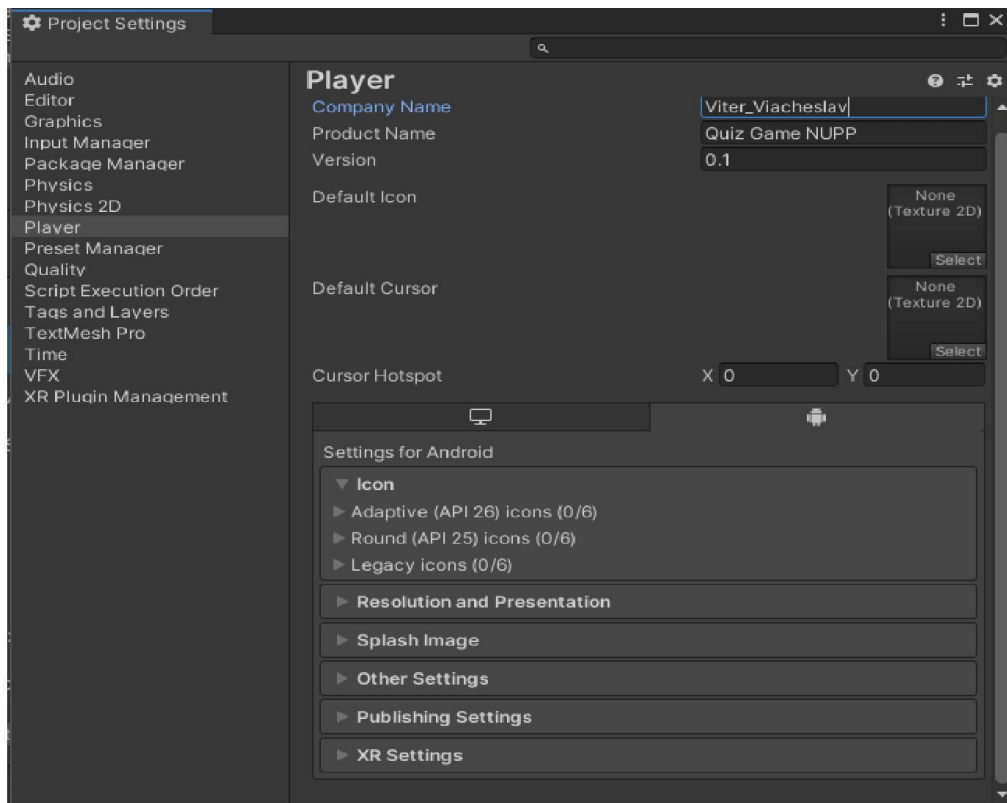 Project Settings
Audio
Editor
Graphics
Input Manager
Package Manager
Physics
Physics 2D
Player
Preset Manager
Quality
Script Execution Order
Tags and Layers
TextMesh Pro
Time
VFX
XR Plugin Management
Player
Company Name Viter_Viacheslav
Product Name Quiz Game NUPP
Version 0.1
Default Icon None
(Texture 2D)
Select
Default Cursor None
(Texture 2D)
Select
Cursor Hotspot X 0 Y 0
Settings for Android
Icon
Adaptive (API 26) icons (0/6)
Round (API 25) icons (0/6)
Legacy icons (0/6)
Resolution and Presentation
Splash Image
Other Settings
Publishing Settings
XR Settings